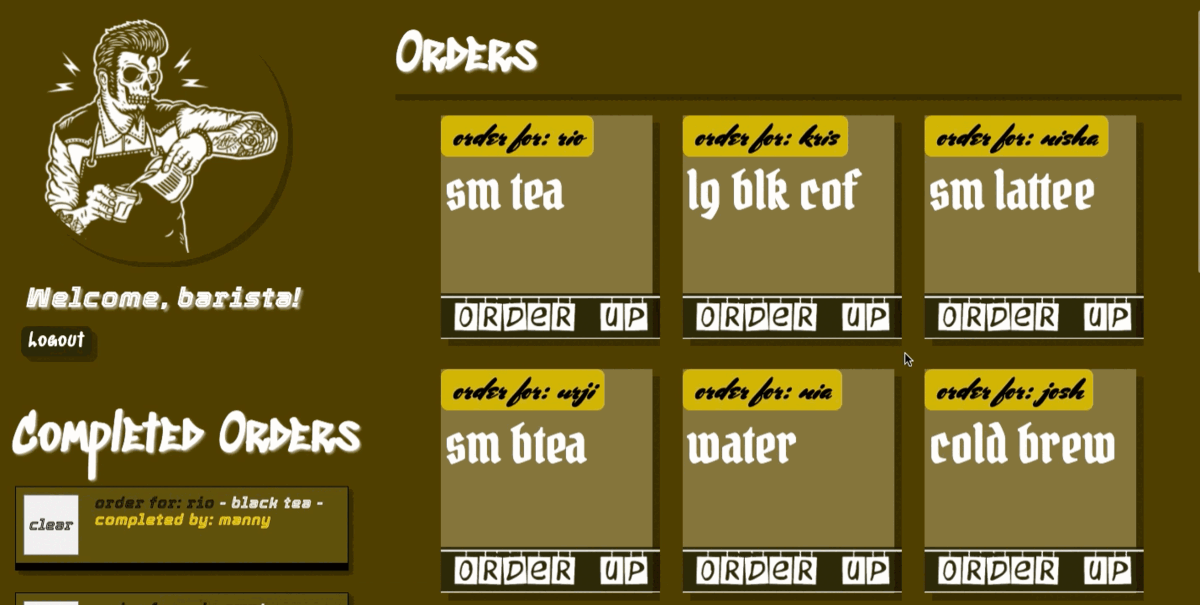 Orders
order for: rio
sm tea
ORDER UP
order for: kris
lg blk cof
ORDER UP
order for: nisha
sm lattee
ORDER UP
Welcome, barista!
Logout
order for: urji
sm btea
ORDER UP
order for: nia
water
ORDER UP
order for: josh
cold brew
ORDER UP
Completed Orders
clear
order for: rio - black tea -
completed by: manny